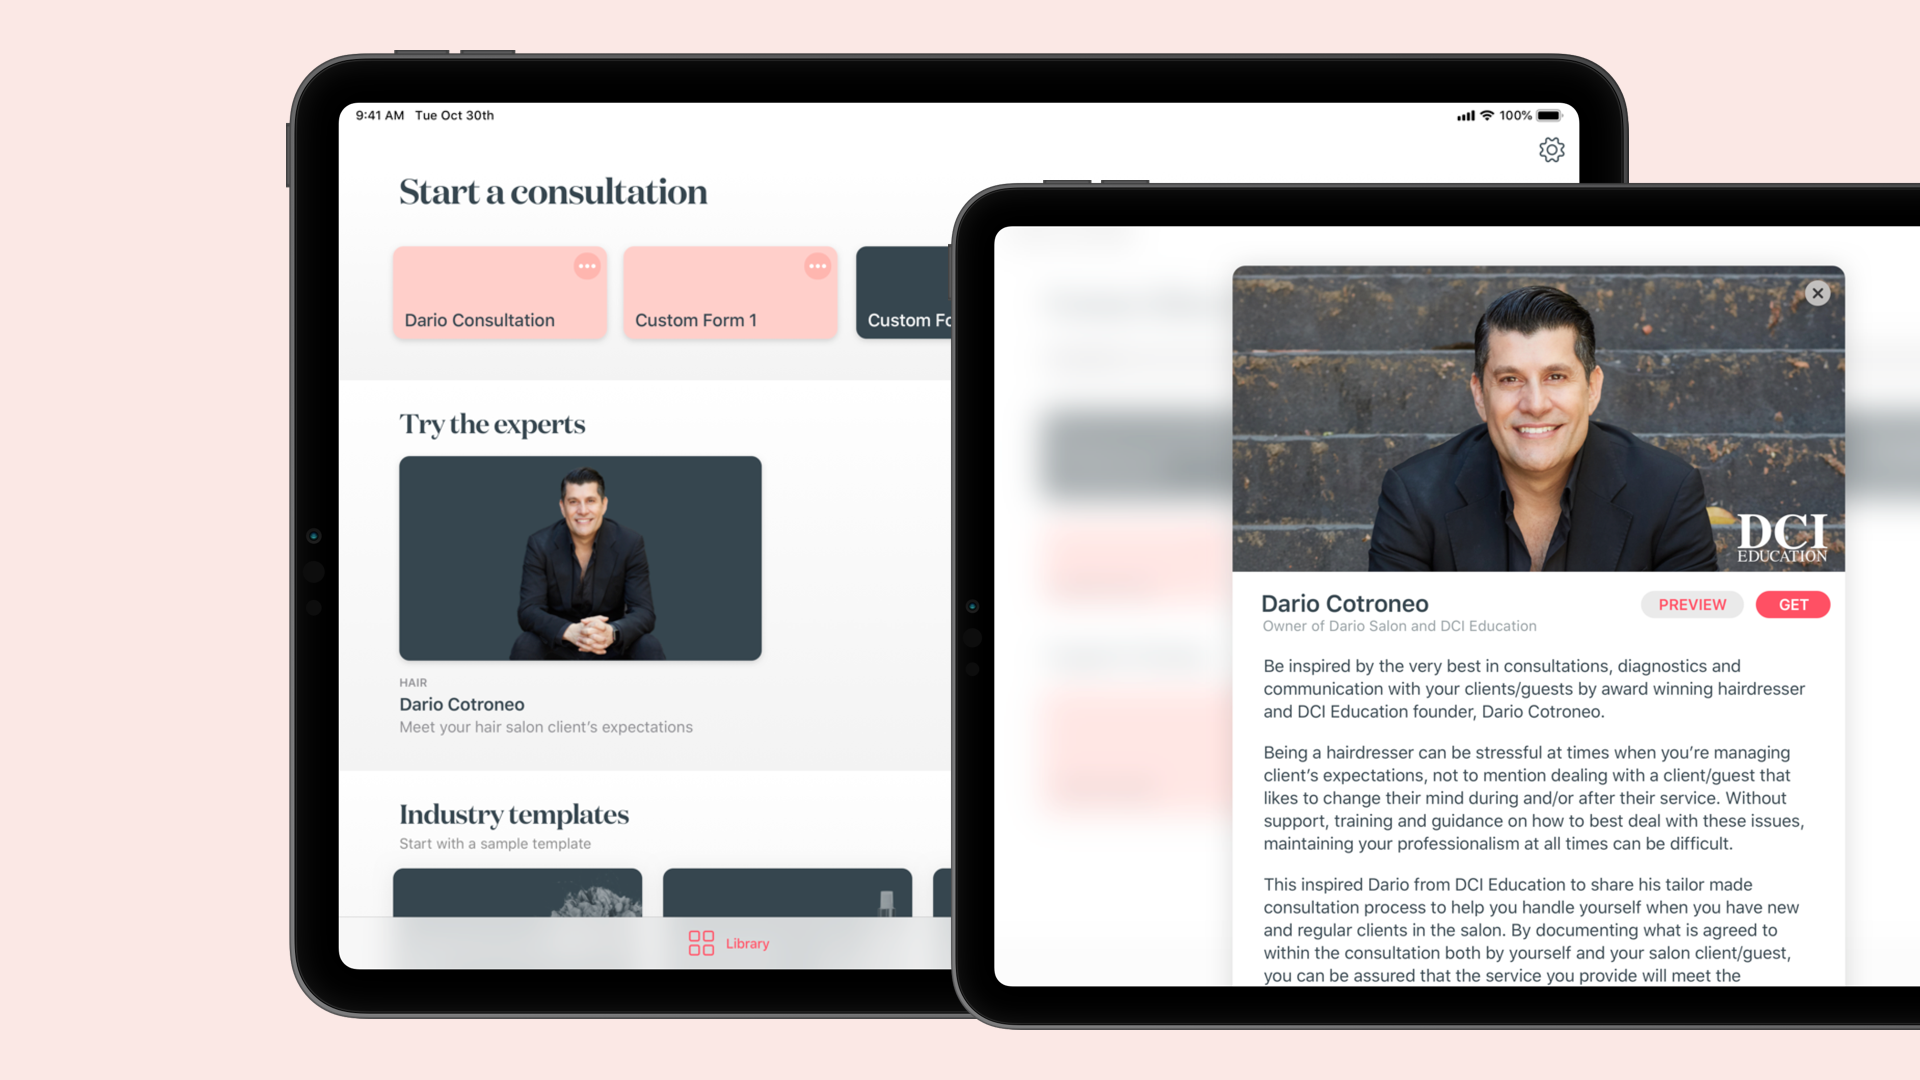 9:41 AM Tue Oct 30th
100%
Start a consultation
Dario Consultation
Custom Form 1
Custom Fo
Try the experts
HAIR
Dario Cotroneo
Meet your hair salon client’s expectations
Industry templates
Start with a sample template
Library
DCI
EDUCATION
Dario Cotroneo
PREVIEW
GET
Owner of Dario Salon and DCI Education
Be inspired by the very best in consultations, diagnostics and
communication with your clients/guests by award winning hairdresser
and DCI Education founder, Dario Cotroneo.
Being a hairdresser can be stressful at times when you’re managing
client’s expectations, not to mention dealing with a client/guest that
likes to change their mind during and/or after their service. Without
support, training and guidance on how to best deal with these issues,
maintaining your professionalism at all times can be difficult.
This inspired Dario from DCI Education to share his tailor made
consultation process to help you handle yourself when you have new
and regular clients in the salon. By documenting what is agreed to
within the consultation both by yourself and your salon client/guest,
you can be assured that the service you provide will meet the